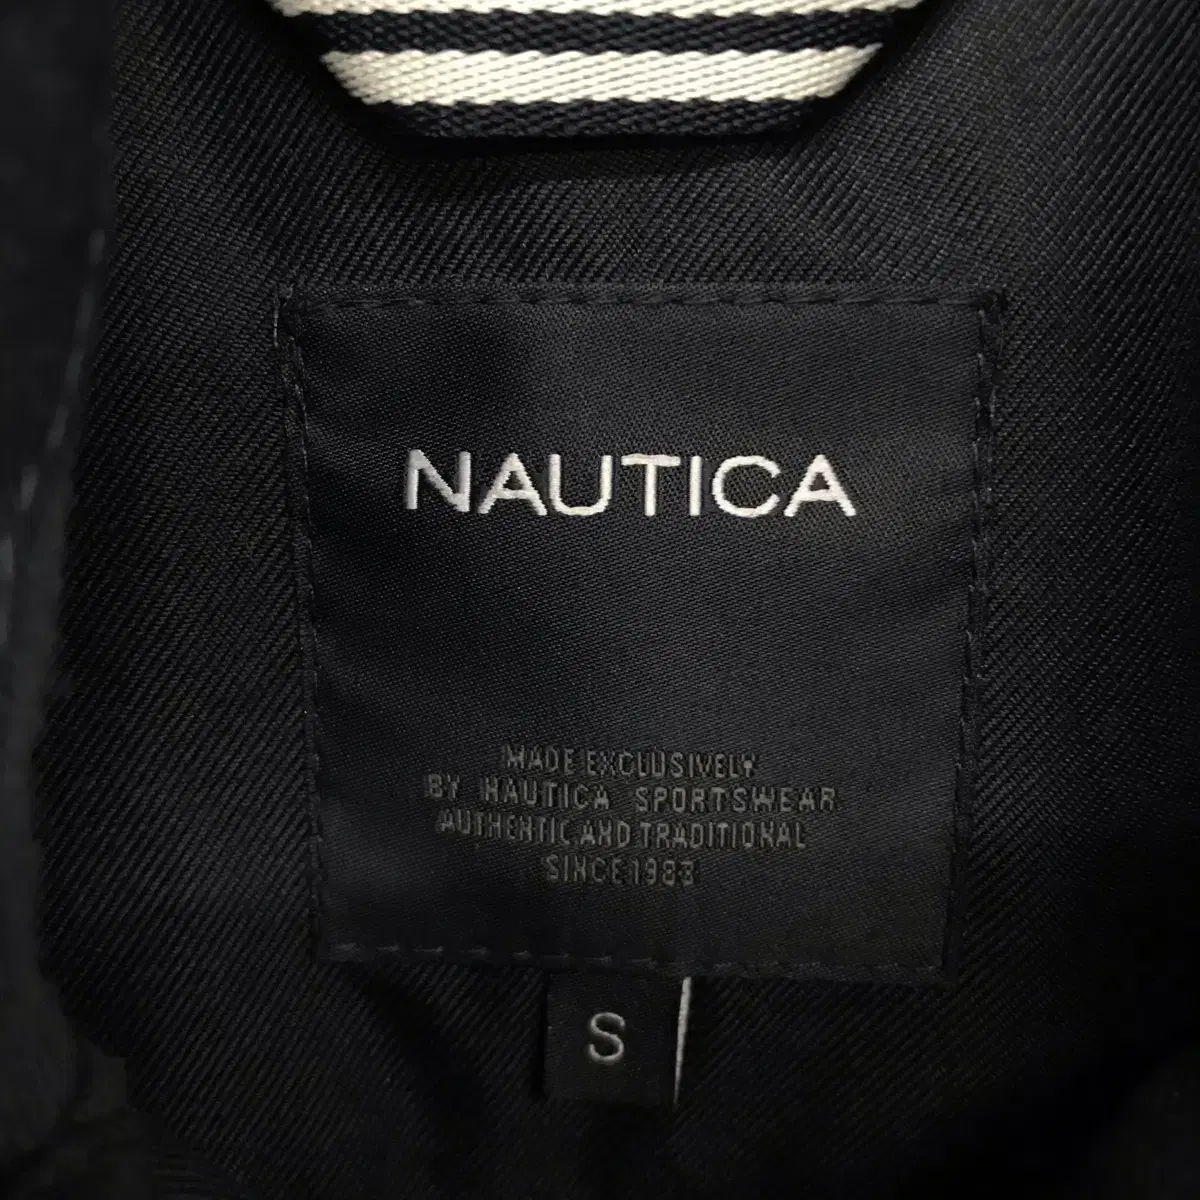 NAUTICA
MADE EXCLUSIVELY
BY NAUTICA SPORTSWEAR
AUTHENTIC AND TRADITIONAL
SINCE 1983
S